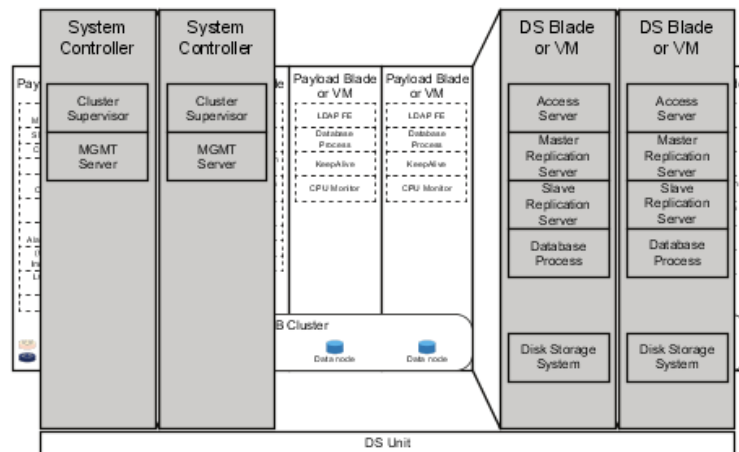 System
Controller
Cluster
Supervisor
MGMT
Server
System
Controller
Cluster
Supervisor
MGMT
Server
Payload Blade
or VM
LDAP FE
Database
Process
KeepAlive
CPU Monitor
Data node
Payload Blade
or VM
LDAP FE
Database
Process
KeepAlive
CPU Monitor
Data node
B Cluster
DS Blade
or VM
Access
Server
Master
Replication
Server
Slave
Replication
Server
Database
Process
Disk Storage
System
DS Blade
or VM
Access
Server
Master
Replication
Server
Slave
Replication
Server
Database
Process
Disk Storage
System
DS Unit